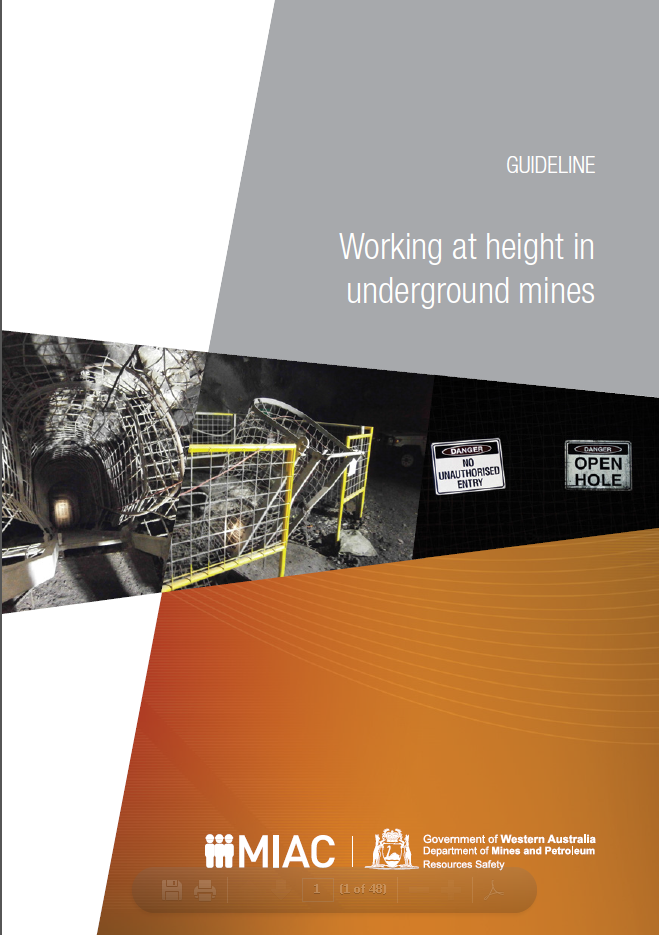 GUIDELINE
Working at height in
underground mines
DANGER
NO
UNAUTHORISED
ENTRY
DANGER
OPEN
HOLE
MIAC
Government of Western Australia
Department of Mines and Petroleum
Resources Safety
1 (1 of 48)